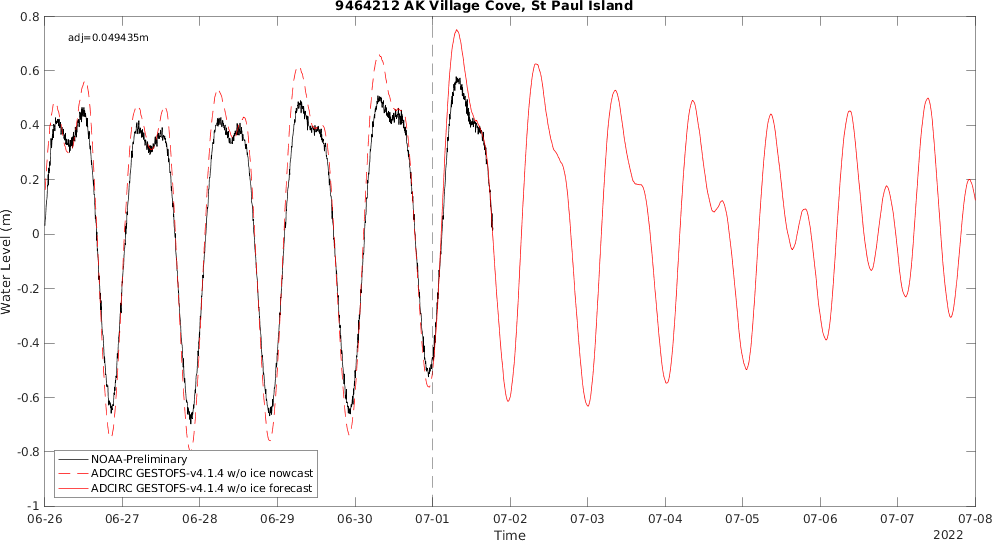 9464212 AK Village Cove, St Paul Island
adj=0.049435m
0.8
0.6
0.4
0.2
0
-0.2
-0.4
-0.6
-0.8
-1
Water Level (m)
NOAA-Preliminary
ADCIRC GESTOFS-v4.1.4 w/o ice nowcast
ADCIRC GESTOFS-v4.1.4 w/o ice forecast
06-26 06-27 06-28 06-29 06-30 07-01 07-02 07-03 07-04 07-05 07-06 07-07 07-08
Time
2022